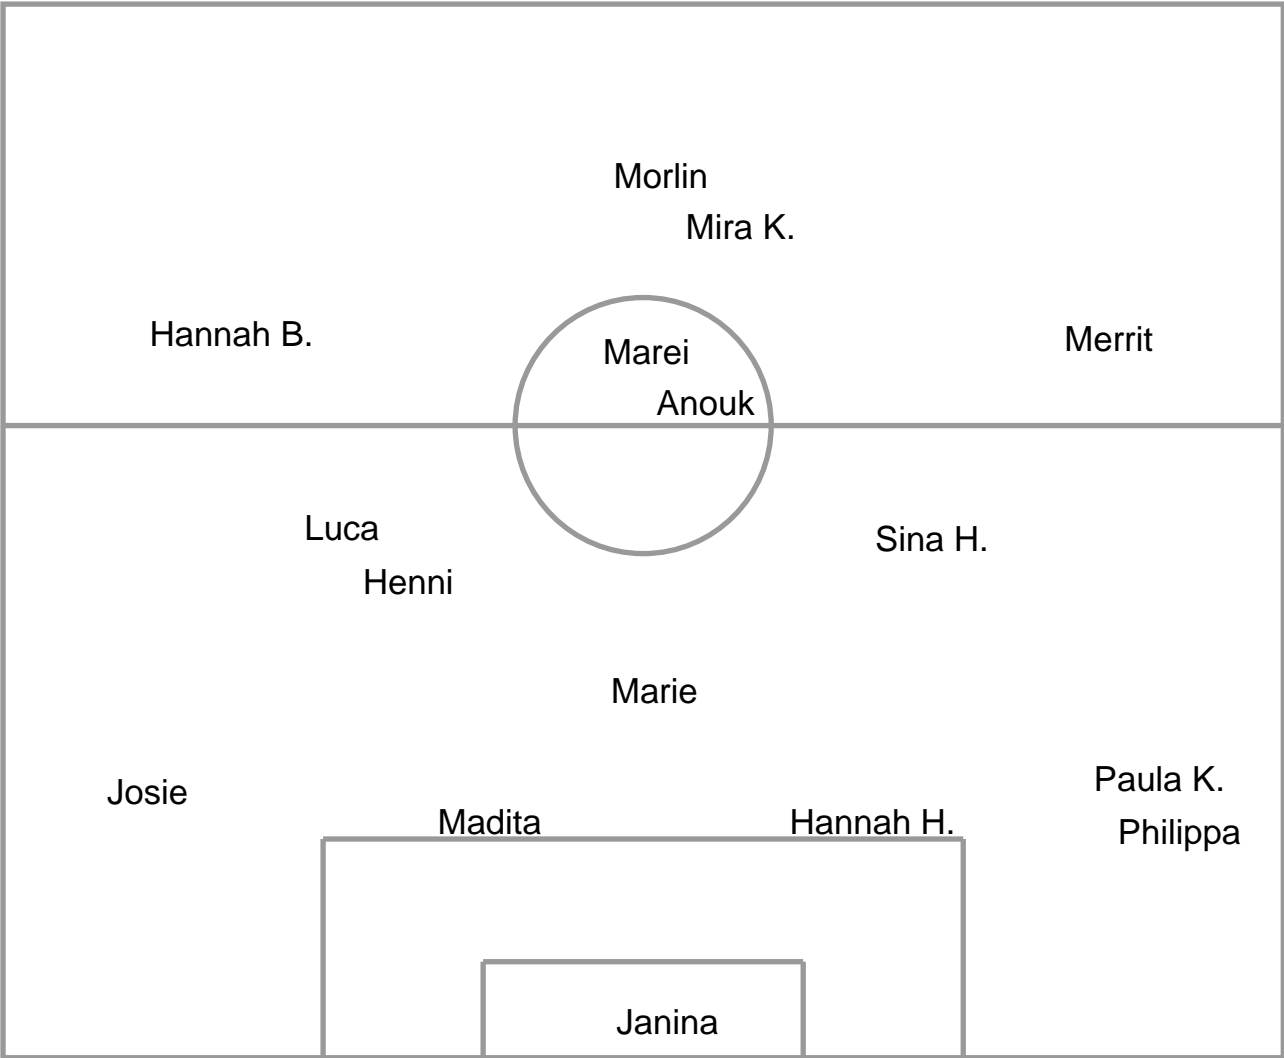 Morlin
Mira K.
Hannah B.
Merrit
Marei
Anouk
Luca
Sina H.
Henni
Marie
Paula K.
Josie
Madita
Hannah H.
Philippa
Janina